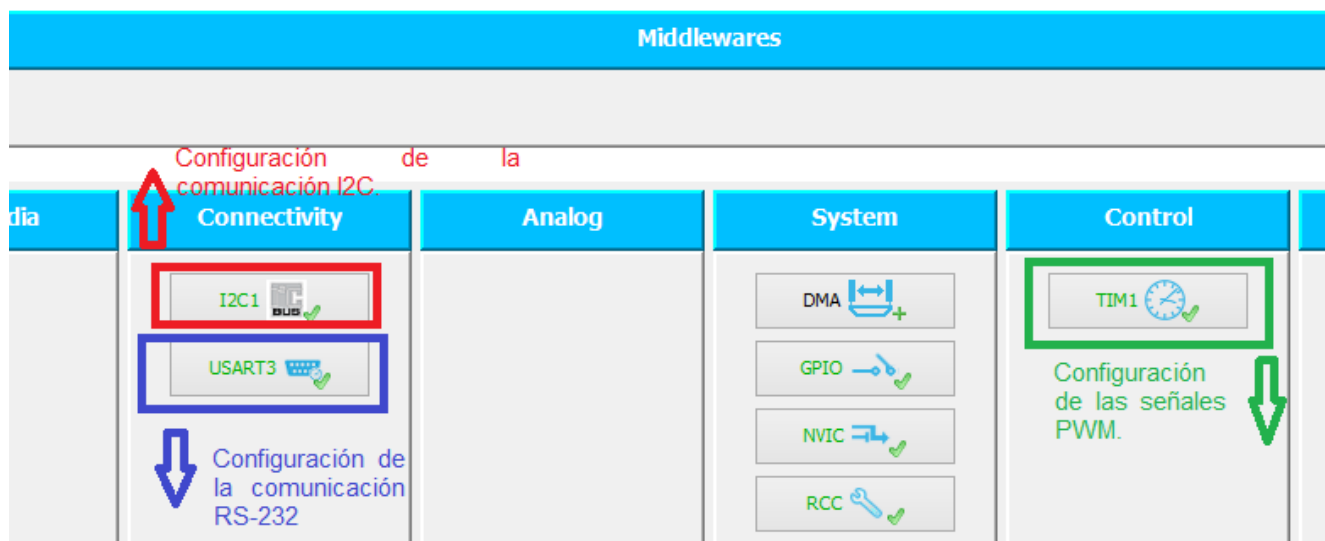 Middlewares
Configuración de la
comunicación I2C.
dia
Connectivity
Analog
System
Control
I2C1
BUS
USART3
DMA
GPIO
NVIC
RCC
TIM1
Configuración de
la comunicación
RS-232
Configuración
de las señales
PWM.